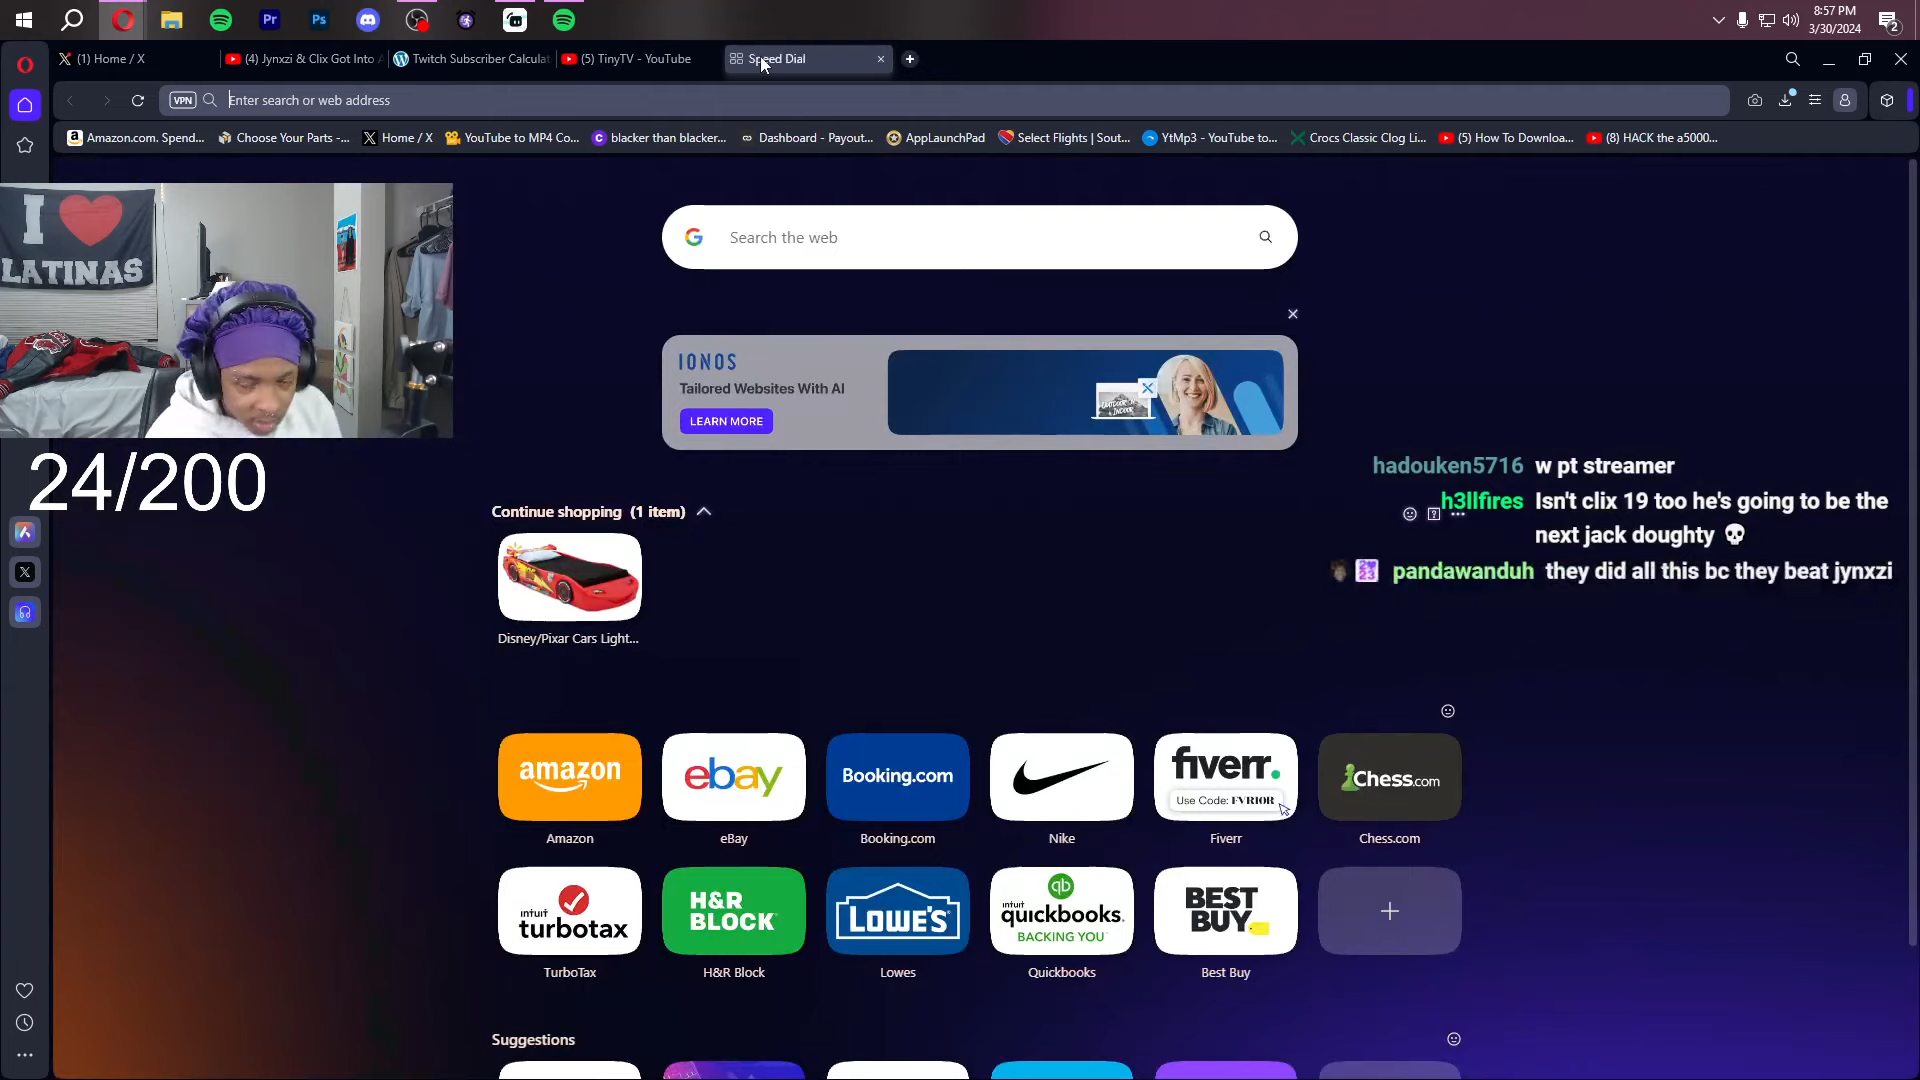 8:57 PM
3/30/2024
2
(1) Home / X
(4) Jynxzi & Clix Got Into
Twitch Subscriber Calculat
(5) TinyTV - YouTube
Speed Dial
VPN
Enter search or web address
Amazon.com. Spend...
Choose Your Parts -...
Home / X
YouTube to MP4 Co...
blacker than blacker...
Dashboard - Payout...
AppLaunchPad
Select Flights | Sout...
YtMp3 - YouTube to...
Crocs Classic Clog Li...
(5) How To Downloa...
(8) HACK the a5000...
I
LATINAS
Search the web
IONOS
Tailored Websites With AI
LEARN MORE
24/200
hadouken5716 w pt streamer
h3llfires Isn't clix 19 too he's going to be the
next jack doughty 💀
pandawanduh they did all this bc they beat jynxzi
Continue shopping (1 item)
Disney/Pixar Cars Light...
amazon
ebay
Booking.com
fiverr.
Use Code: FVR10R
Chess.com
Amazon
eBay
Booking.com
Nike
Fiverr
Chess.com
intuit
turbotax
H&R
BLOCK
LOWE'S
qb
intuit
quickbooks.
BACKING YOU
BEST
BUY
TurboTax
H&R Block
Lowes
Quickbooks
Best Buy
Suggestions